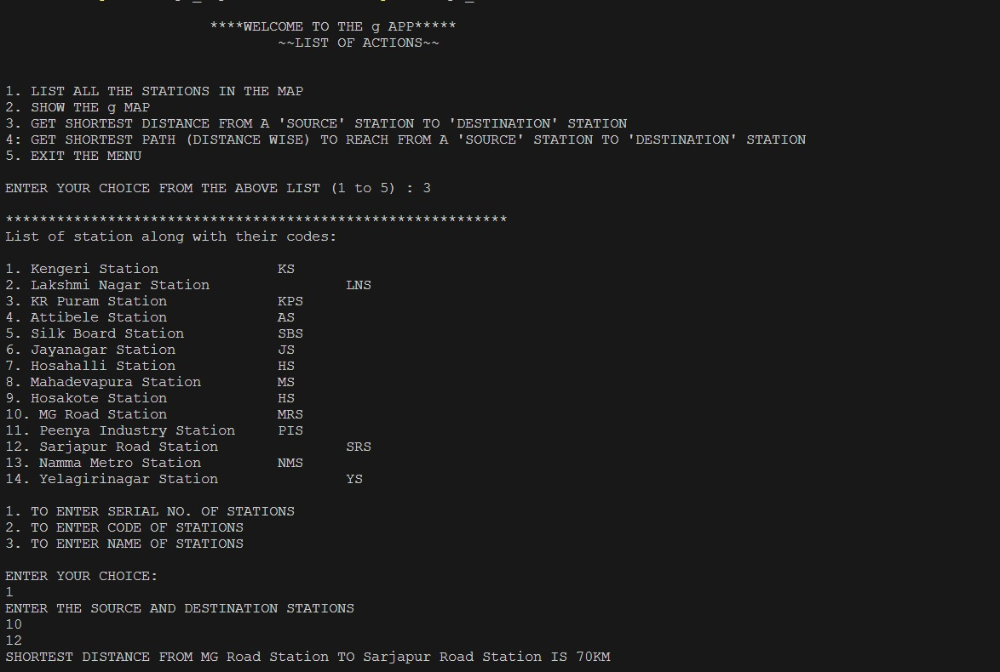 ****WELCOME TO THE g APP*****
~~LIST OF ACTIONS~~
1. LIST ALL THE STATIONS IN THE MAP
2. SHOW THE g MAP
3. GET SHORTEST DISTANCE FROM A 'SOURCE' STATION TO 'DESTINATION' STATION
4: GET SHORTEST PATH (DISTANCE WISE) TO REACH FROM A 'SOURCE' STATION TO 'DESTINATION' STATION
5. EXIT THE MENU
ENTER YOUR CHOICE FROM THE ABOVE LIST (1 to 5) : 3
***********************************************************
List of station along with their codes:
1. Kengeri Station KS
2. Lakshmi Nagar Station LNS
3. KR Puram Station KPS
4. Attibele Station AS
5. Silk Board Station SBS
6. Jayanagar Station JS
7. Hosahalli Station HS
8. Mahadevapura Station MS
9. Hosakote Station HS
10. MG Road Station MRS
11. Peenya Industry Station PIS
12. Sarjapur Road Station SRS
13. Namma Metro Station NMS
14. Yelagirinagar Station YS
1. TO ENTER SERIAL NO. OF STATIONS
2. TO ENTER CODE OF STATIONS
3. TO ENTER NAME OF STATIONS
ENTER YOUR CHOICE:
1
ENTER THE SOURCE AND DESTINATION STATIONS
10
12
SHORTEST DISTANCE FROM MG Road Station TO Sarjapur Road Station IS 70KM